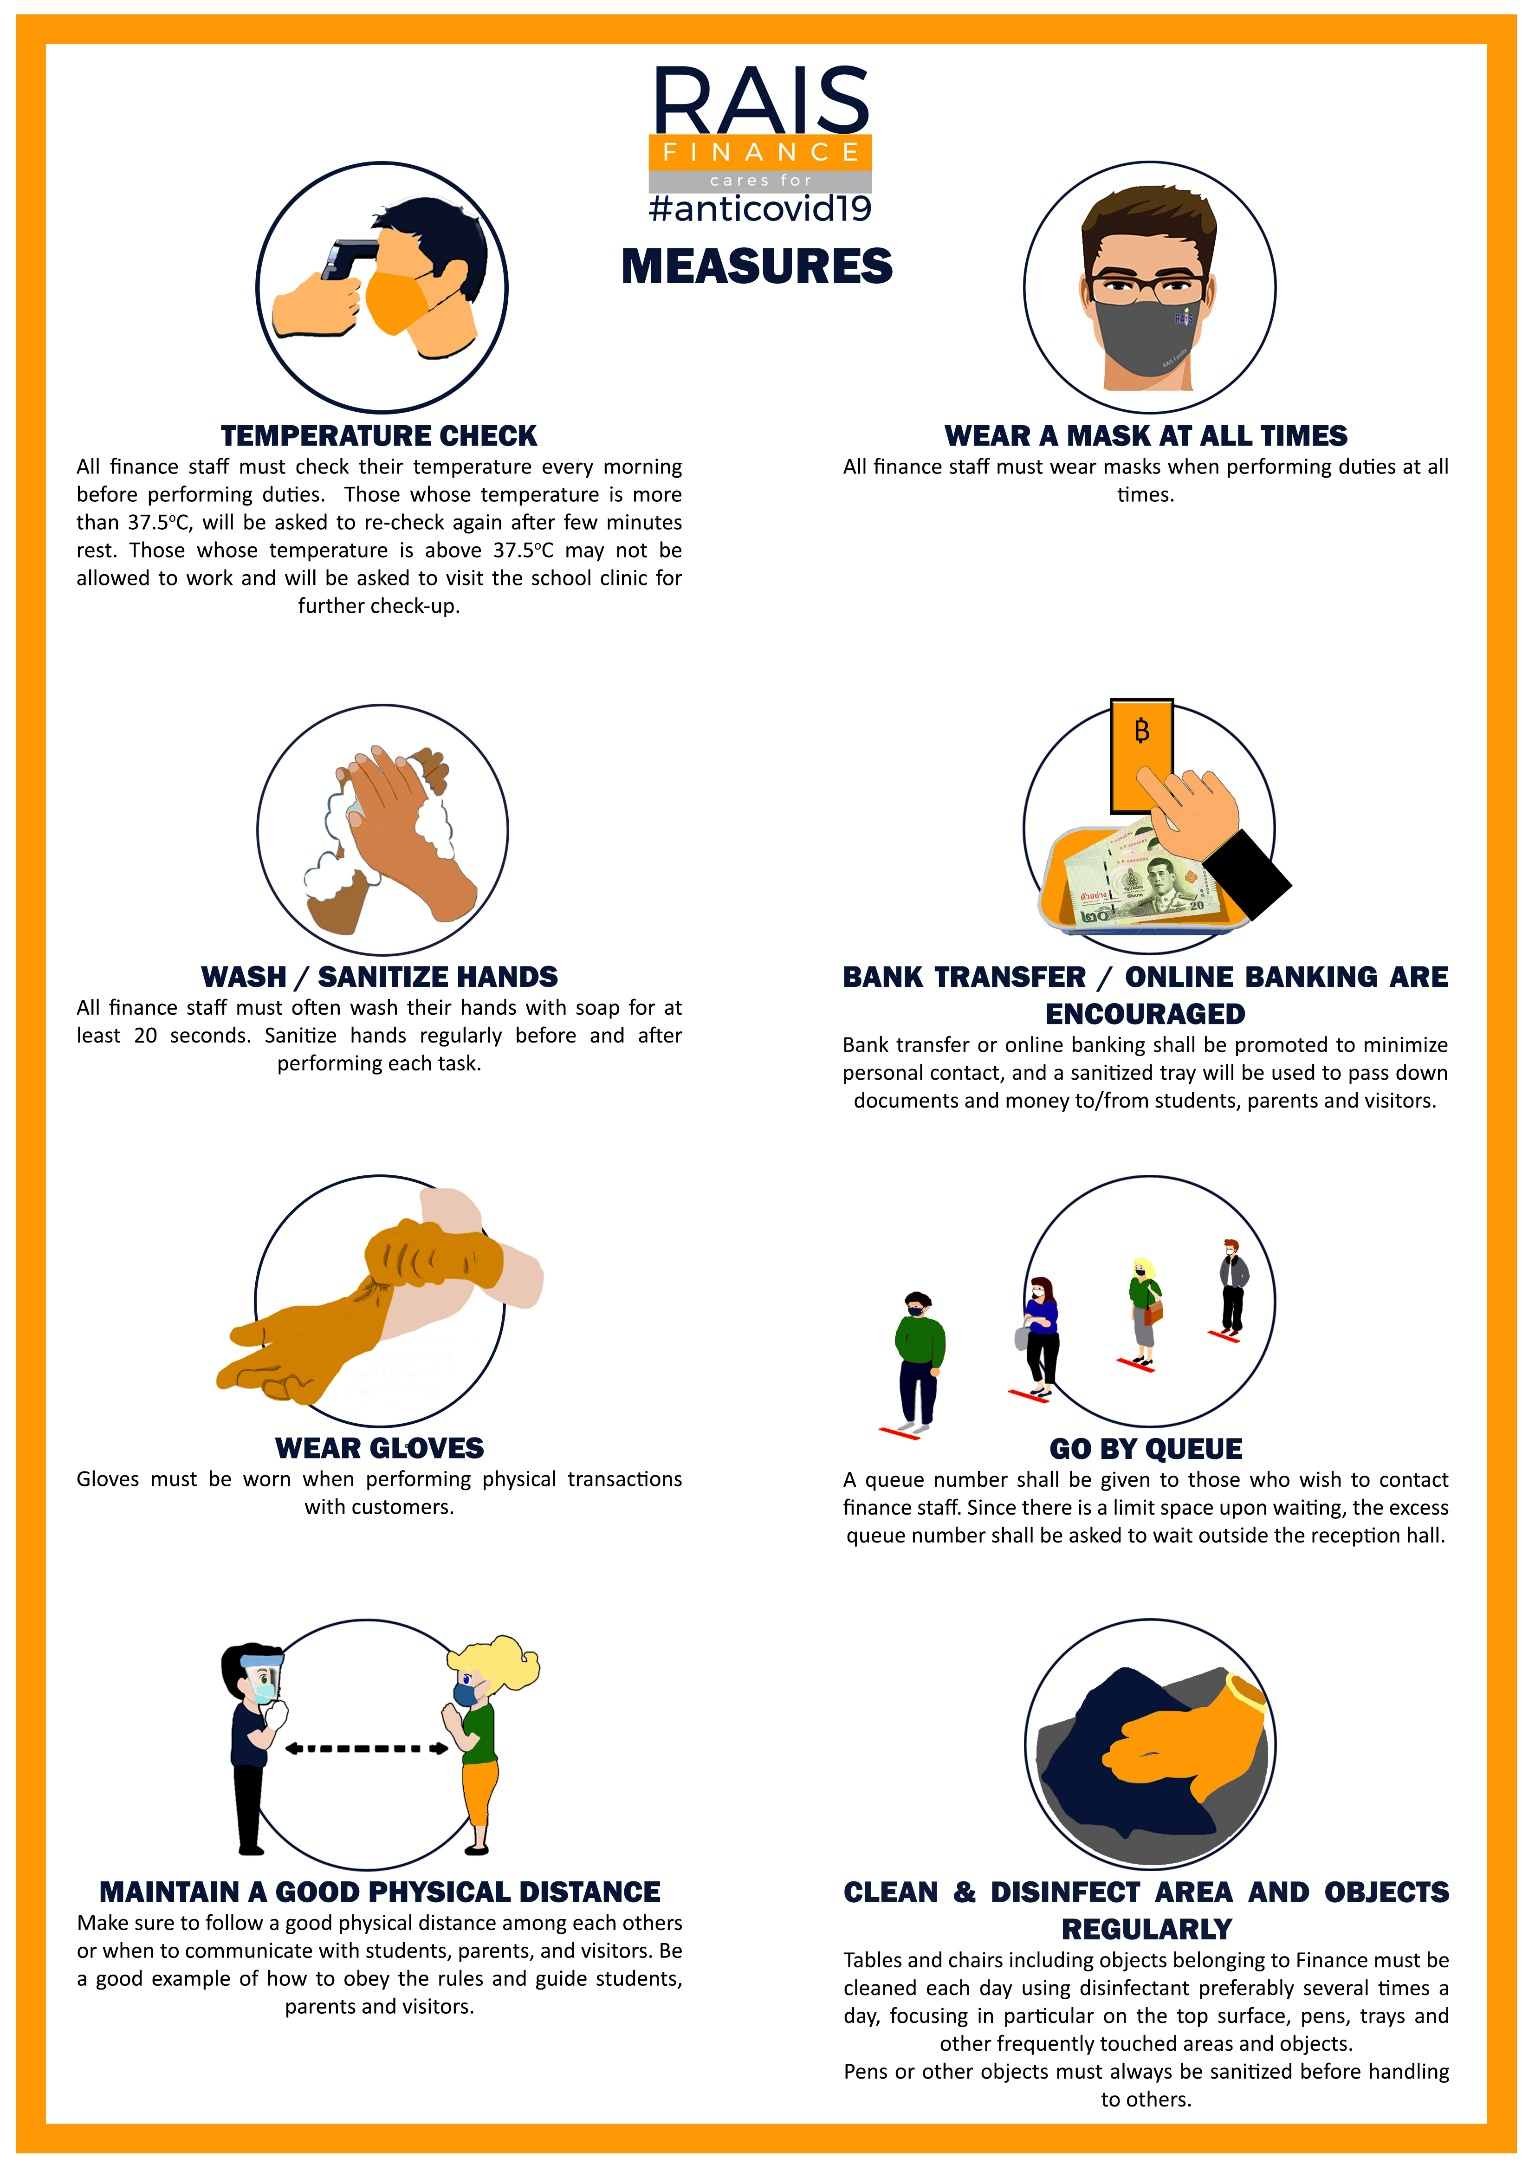 RAIS
FINANCE
cares for
#anticovid19
MEASURES
TEMPERATURE CHECK
All finance staff must check their temperature every morning
before performing duties. Those whose temperature is more
than 37.5°C, will be asked to re-check again after few minutes
rest. Those whose temperature is above 37.5°C may not be
allowed to work and will be asked to visit the school clinic for
further check-up.
RAIS
RAIS Family
WEAR A MASK AT ALL TIMES
All finance staff must wear masks when performing duties at all
times.
WASH / SANITIZE HANDS
All finance staff must often wash their hands with soap for at
least 20 seconds. Sanitize hands regularly before and after
performing each task.
฿
ตัวอย่าง
๒๐
20
BANK TRANSFER / ONLINE BANKING ARE
ENCOURAGED
Bank transfer or online banking shall be promoted to minimize
personal contact, and a sanitized tray will be used to pass down
documents and money to/from students, parents and visitors.
WEAR GLOVES
Gloves must be worn when performing physical transactions
with customers.
GO BY QUEUE
A queue number shall be given to those who wish to contact
finance staff. Since there is a limit space upon waiting, the excess
queue number shall be asked to wait outside the reception hall.
MAINTAIN A GOOD PHYSICAL DISTANCE
Make sure to follow a good physical distance among each others
or when to communicate with students, parents, and visitors. Be
a good example of how to obey the rules and guide students,
parents and visitors.
CLEAN & DISINFECT AREA AND OBJECTS
REGULARLY
Tables and chairs including objects belonging to Finance must be
cleaned each day using disinfectant preferably several times a
day, focusing in particular on the top surface, pens, trays and
other frequently touched areas and objects.
Pens or other objects must always be sanitized before handling
to others.